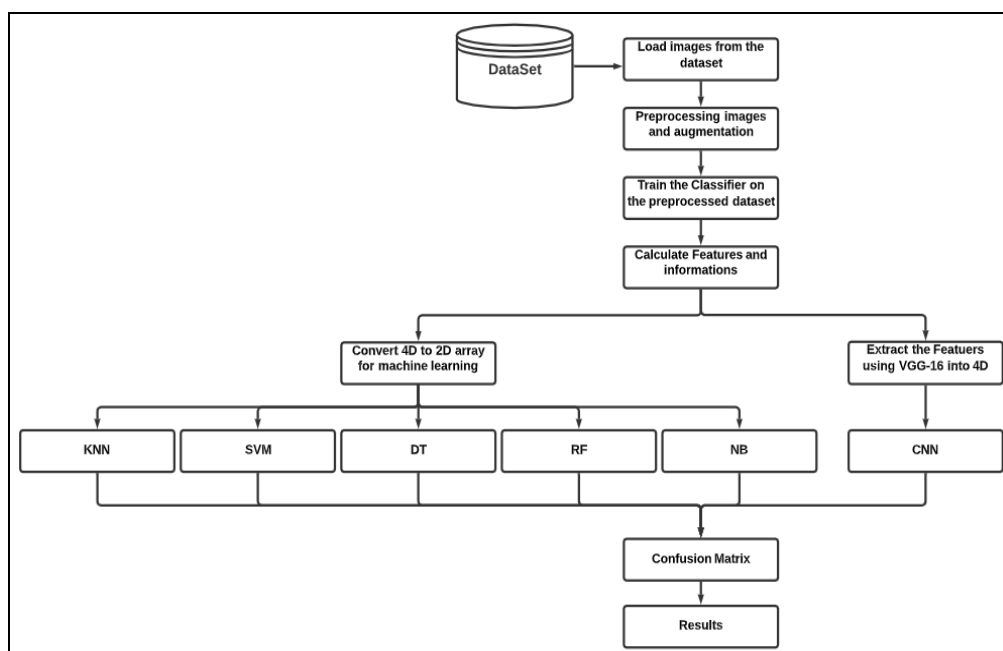 DataSet
Load images from the
dataset
Preprocessing images
and augmentation
Train the Classifier on
the preprocessed dataset
Calculate Features and
informations
Convert 4D to 2D array
for machine learning
Extract the Featuers
using VGG-16 into 4D
KNN
SVM
DT
RF
NB
CNN
Confusion Matrix
Results